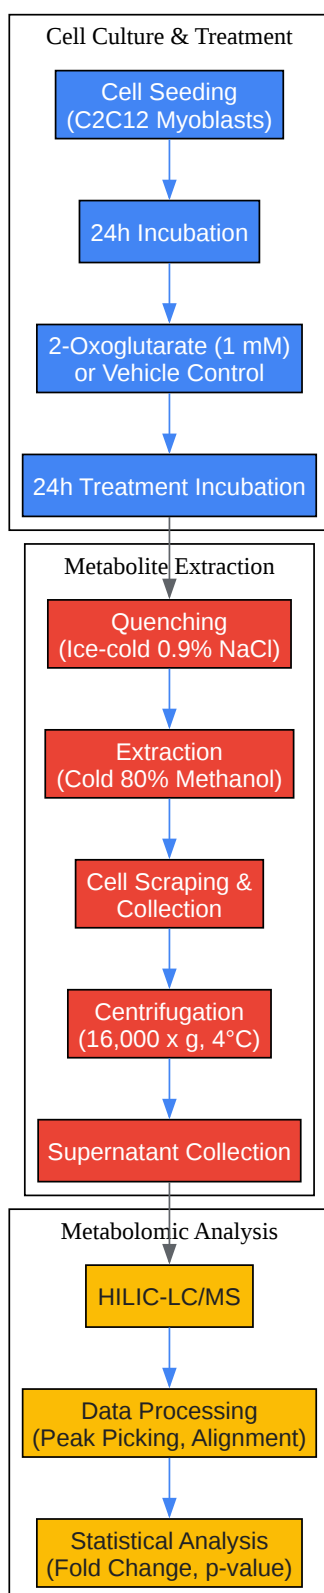 Cell Culture & Treatment
Cell Seeding
(C2C12 Myoblasts)
24h Incubation
2-Oxoglutarate (1 mM)
or Vehicle Control
24h Treatment Incubation
Metabolite Extraction
Quenching
(Ice-cold 0.9% NaCl)
Extraction
(Cold 80% Methanol)
Cell Scraping &
Collection
Centrifugation
(16,000 x g, 4°C)
Supernatant Collection
Metabolomic Analysis
HILIC-LC/MS
Data Processing
(Peak Picking, Alignment)
Statistical Analysis
(Fold Change, p-value)